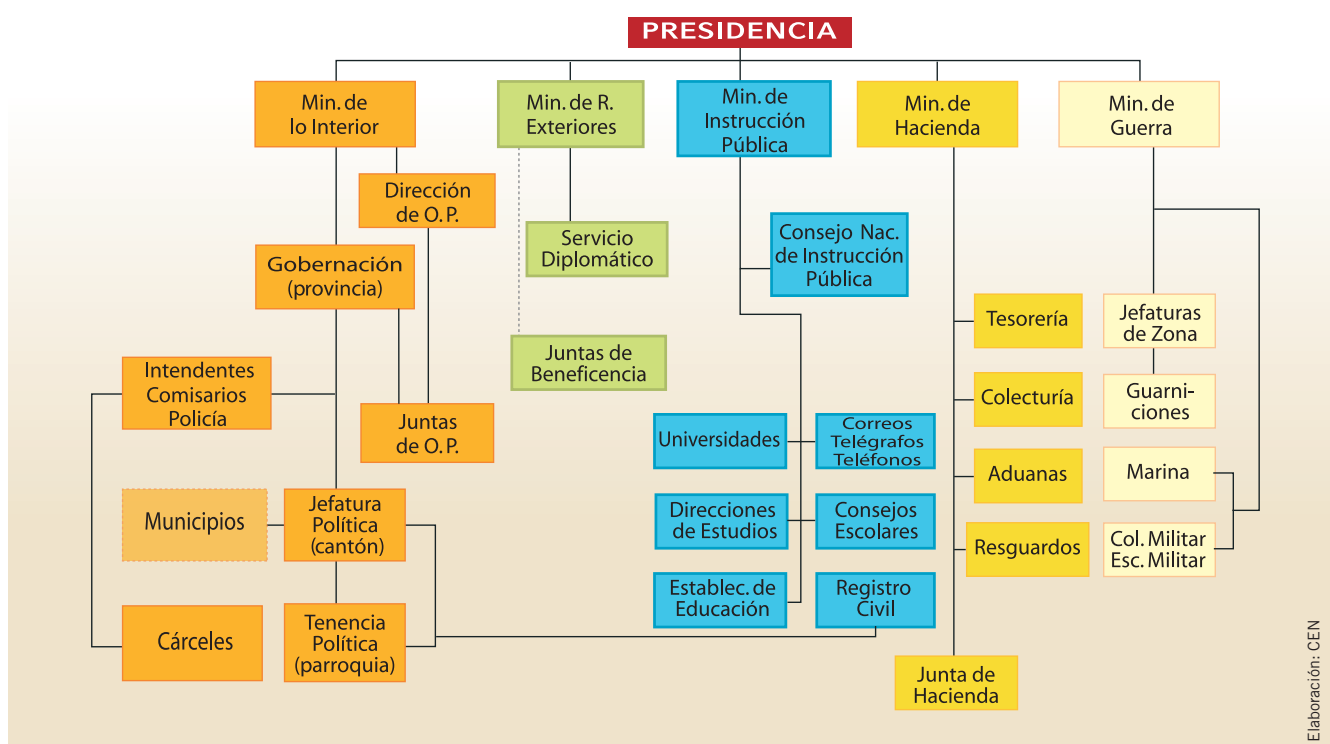 PRESIDENCIA
Min. de
lo Interior
Min. de R.
Exteriores
Min. de
Instrucción
Pública
Min. de
Hacienda
Min. de
Guerra
Dirección
de O. P.
Gobernación
(provincia)
Servicio
Diplomático
Consejo Nac.
de Instrucción
Pública
Tesorería
Jefaturas
de Zona
Juntas de
Beneficencia
Intendentes
Comisarios
Policía
Juntas
de O. P.
Colecturía
Guarni-
ciones
Universidades
Correos
Telégrafos
Teléfonos
Aduanas
Marina
Municipios
Jefatura
Política
(cantón)
Direcciones
de Estudios
Consejos
Escolares
Resguardos
Col. Militar
Esc. Militar
Cárceles
Tenencia
Política
(parroquia)
Establec. de
Educación
Registro
Civil
Junta de
Hacienda
Elaboración: CEN